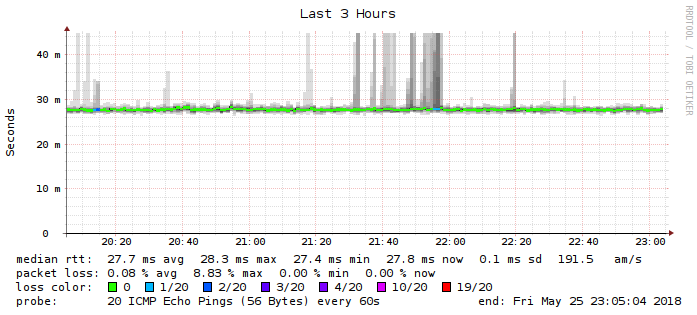 Last 3 Hours
RRDTOOL / TOBI OETIKER
Seconds
40 m
30 m
20 m
10 m
0
20:20 20:40 21:00 21:20 21:40 22:00 22:20 22:40 23:00
median rtt: 27.7 ms avg 28.3 ms max 27.4 ms min 27.8 ms now 0.1 ms sd 191.5 am/s
packet loss: 0.08 % avg 8.83 % max 0.00 % min 0.00 % now
loss color: 0 1/20 2/20 3/20 4/20 10/20 19/20
probe: 20 ICMP Echo Pings (56 Bytes) every 60s end: Fri May 25 23:05:04 2018